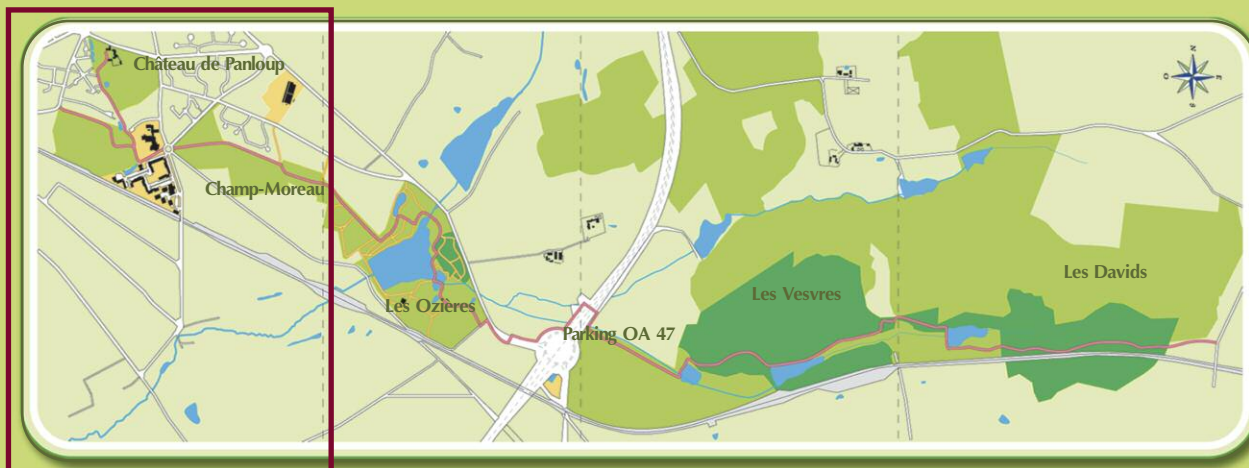 Château de Panloup
Champ-Moreau
Les Ozières
Parking OA 47
Les Vesvres
Les Davids
N
E
S
O